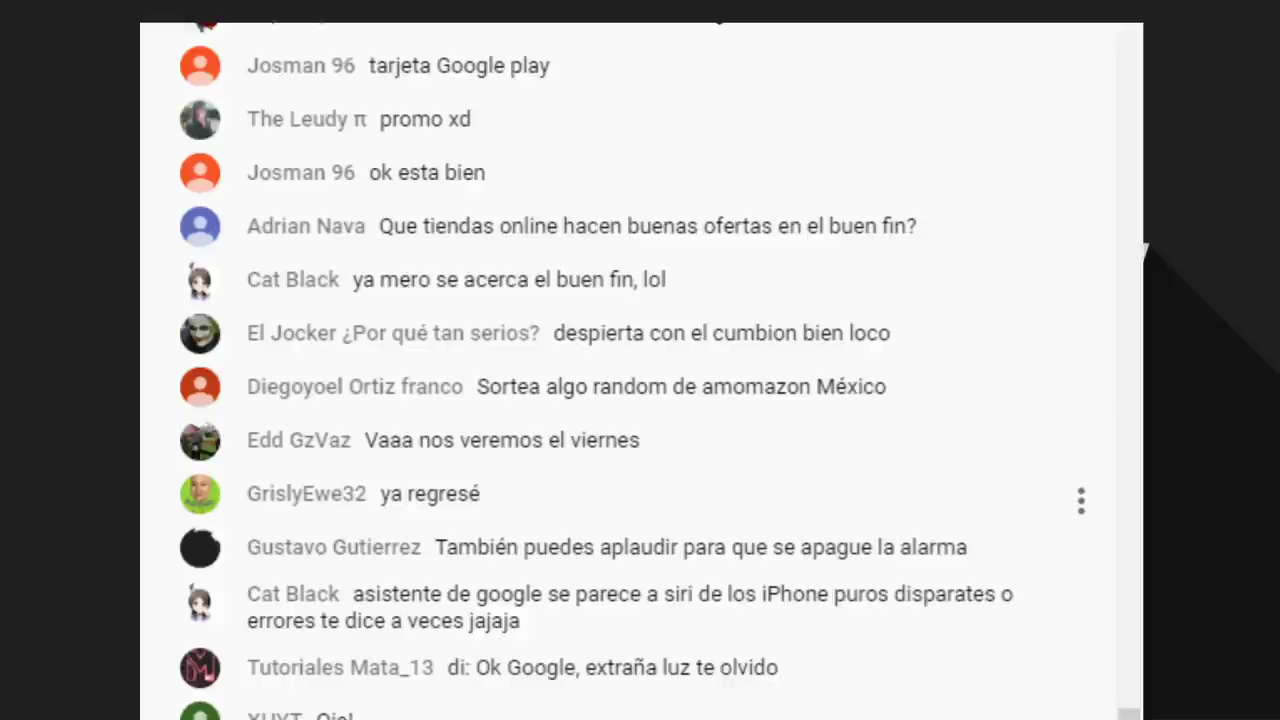 Josman 96 tarjeta Google play
The Leudy π promo xd
Josman 96 ok esta bien
Adrian Nava Que tiendas online hacen buenas ofertas en el buen fin?
Cat Black ya mero se acerca el buen fin, lol
El Jocker ¿Por qué tan serios? despierta con el cumbion bien loco
Diegoyoel Ortiz franco Sortea algo random de amomazon México
Edd GzVaz Vaaa nos veremos el viernes
GrislyEwe32 ya regresé
Gustavo Gutierrez También puedes aplaudir para que se apague la alarma
Cat Black asistente de google se parece a siri de los iPhone puros disparates o
errores te dice a veces jajaja
Tutoriales Mata_13 di: Ok Google, extraña luz te olvido